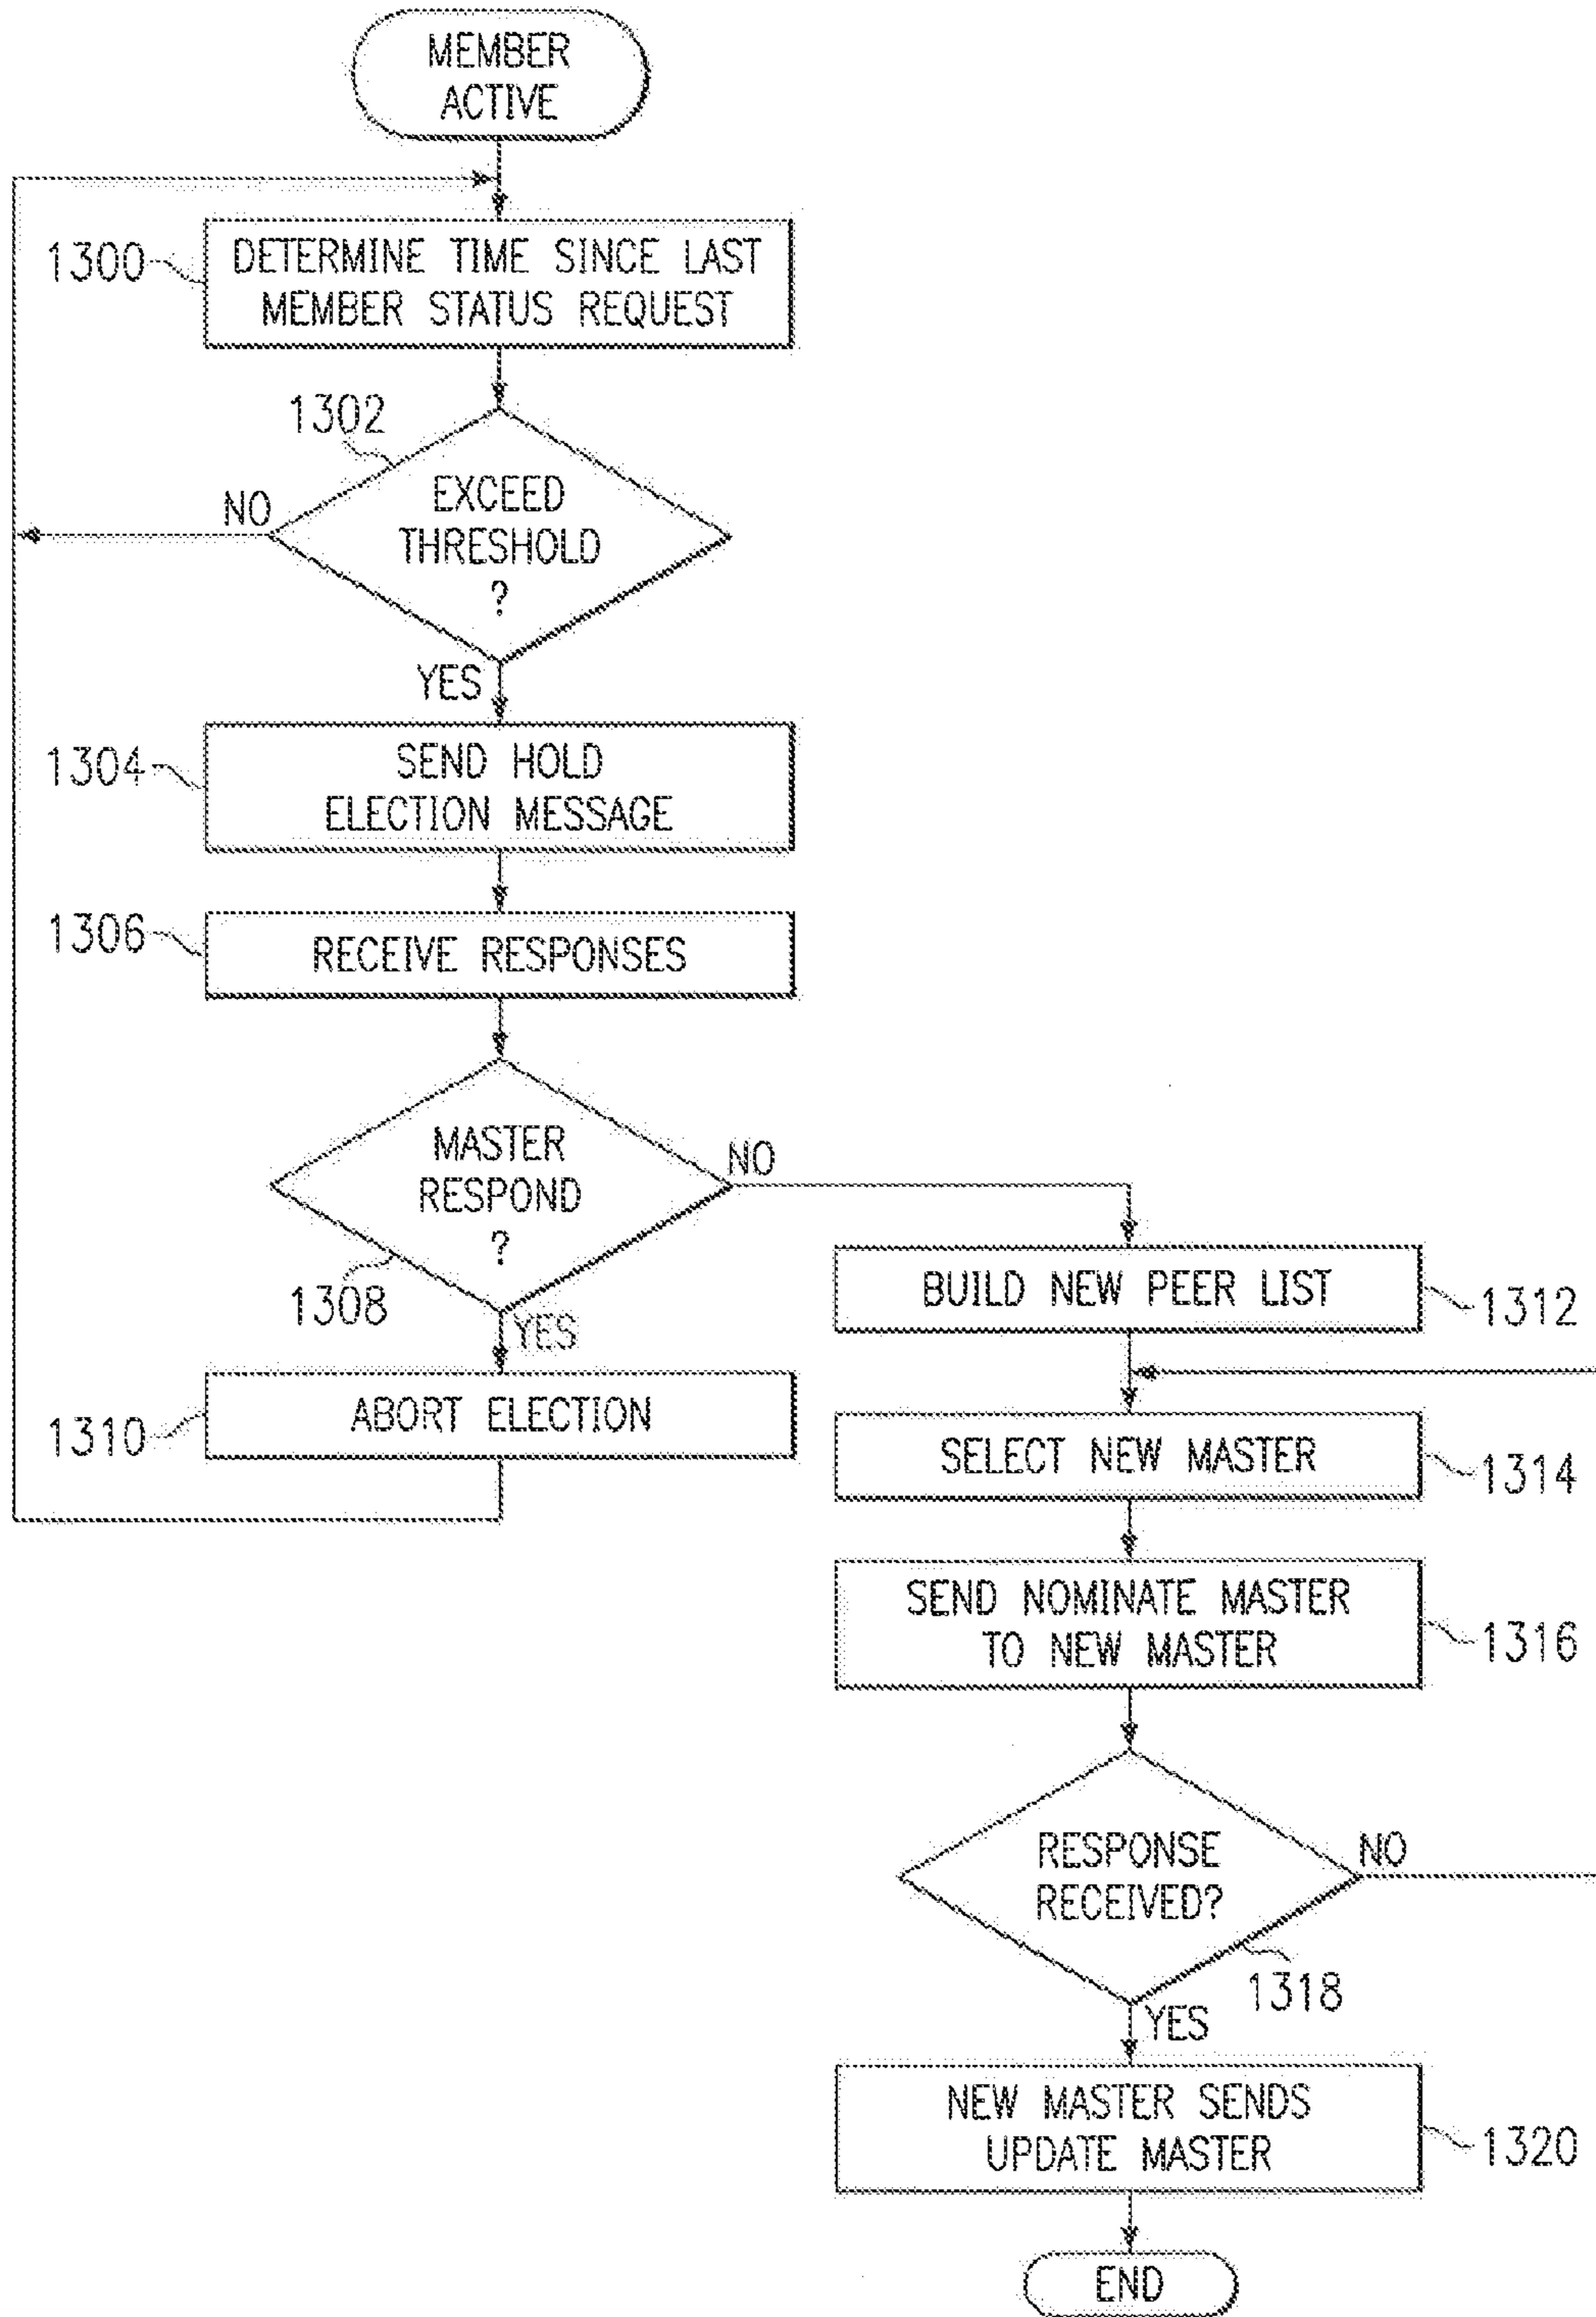 MEMBER
ACTIVE
1300
DETERMINE TIME SINCE LAST
MEMBER STATUS REQUEST
1302
EXCEED
THRESHOLD
?
NO
YES
1304
SEND HOLD
ELECTION MESSAGE
1306
RECEIVE RESPONSES
MASTER
RESPOND
?
NO
1308
YES
1310
ABORT ELECTION
BUILD NEW PEER LIST
1312
SELECT NEW MASTER
1314
SEND NOMINATE MASTER
TO NEW MASTER
1316
RESPONSE
RECEIVED?
NO
1318
YES
NEW MASTER SENDS
UPDATE MASTER
1320
END